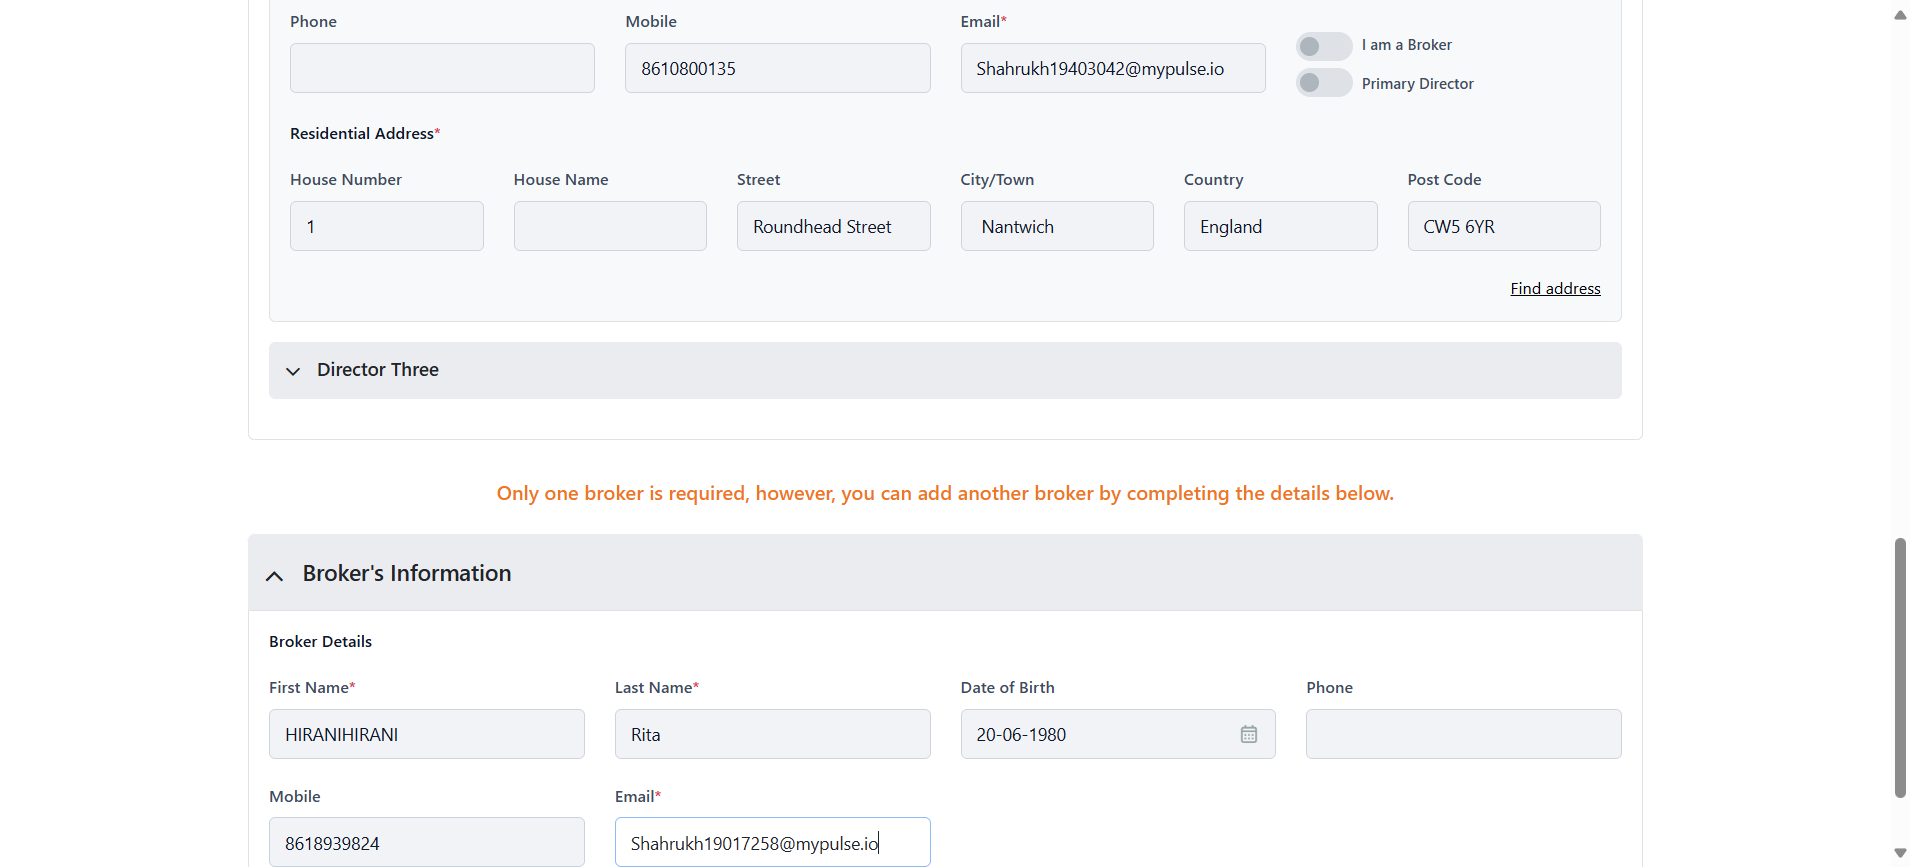 Phone Mobile Email*
8610800135 Shahrukh19403042@mypulse.io
I am a Broker
Primary Director
Residential Address*
House Number House Name Street City/Town Country Post Code
1 Roundhead Street Nantwich England CW5 6YR
Find address
Director Three
Only one broker is required, however, you can add another broker by completing the details below.
Broker's Information
Broker Details
First Name* Last Name* Date of Birth Phone
HIRANIHIRANI Rita 20-06-1980
Mobile Email*
8618939824 Shahrukh19017258@mypulse.io